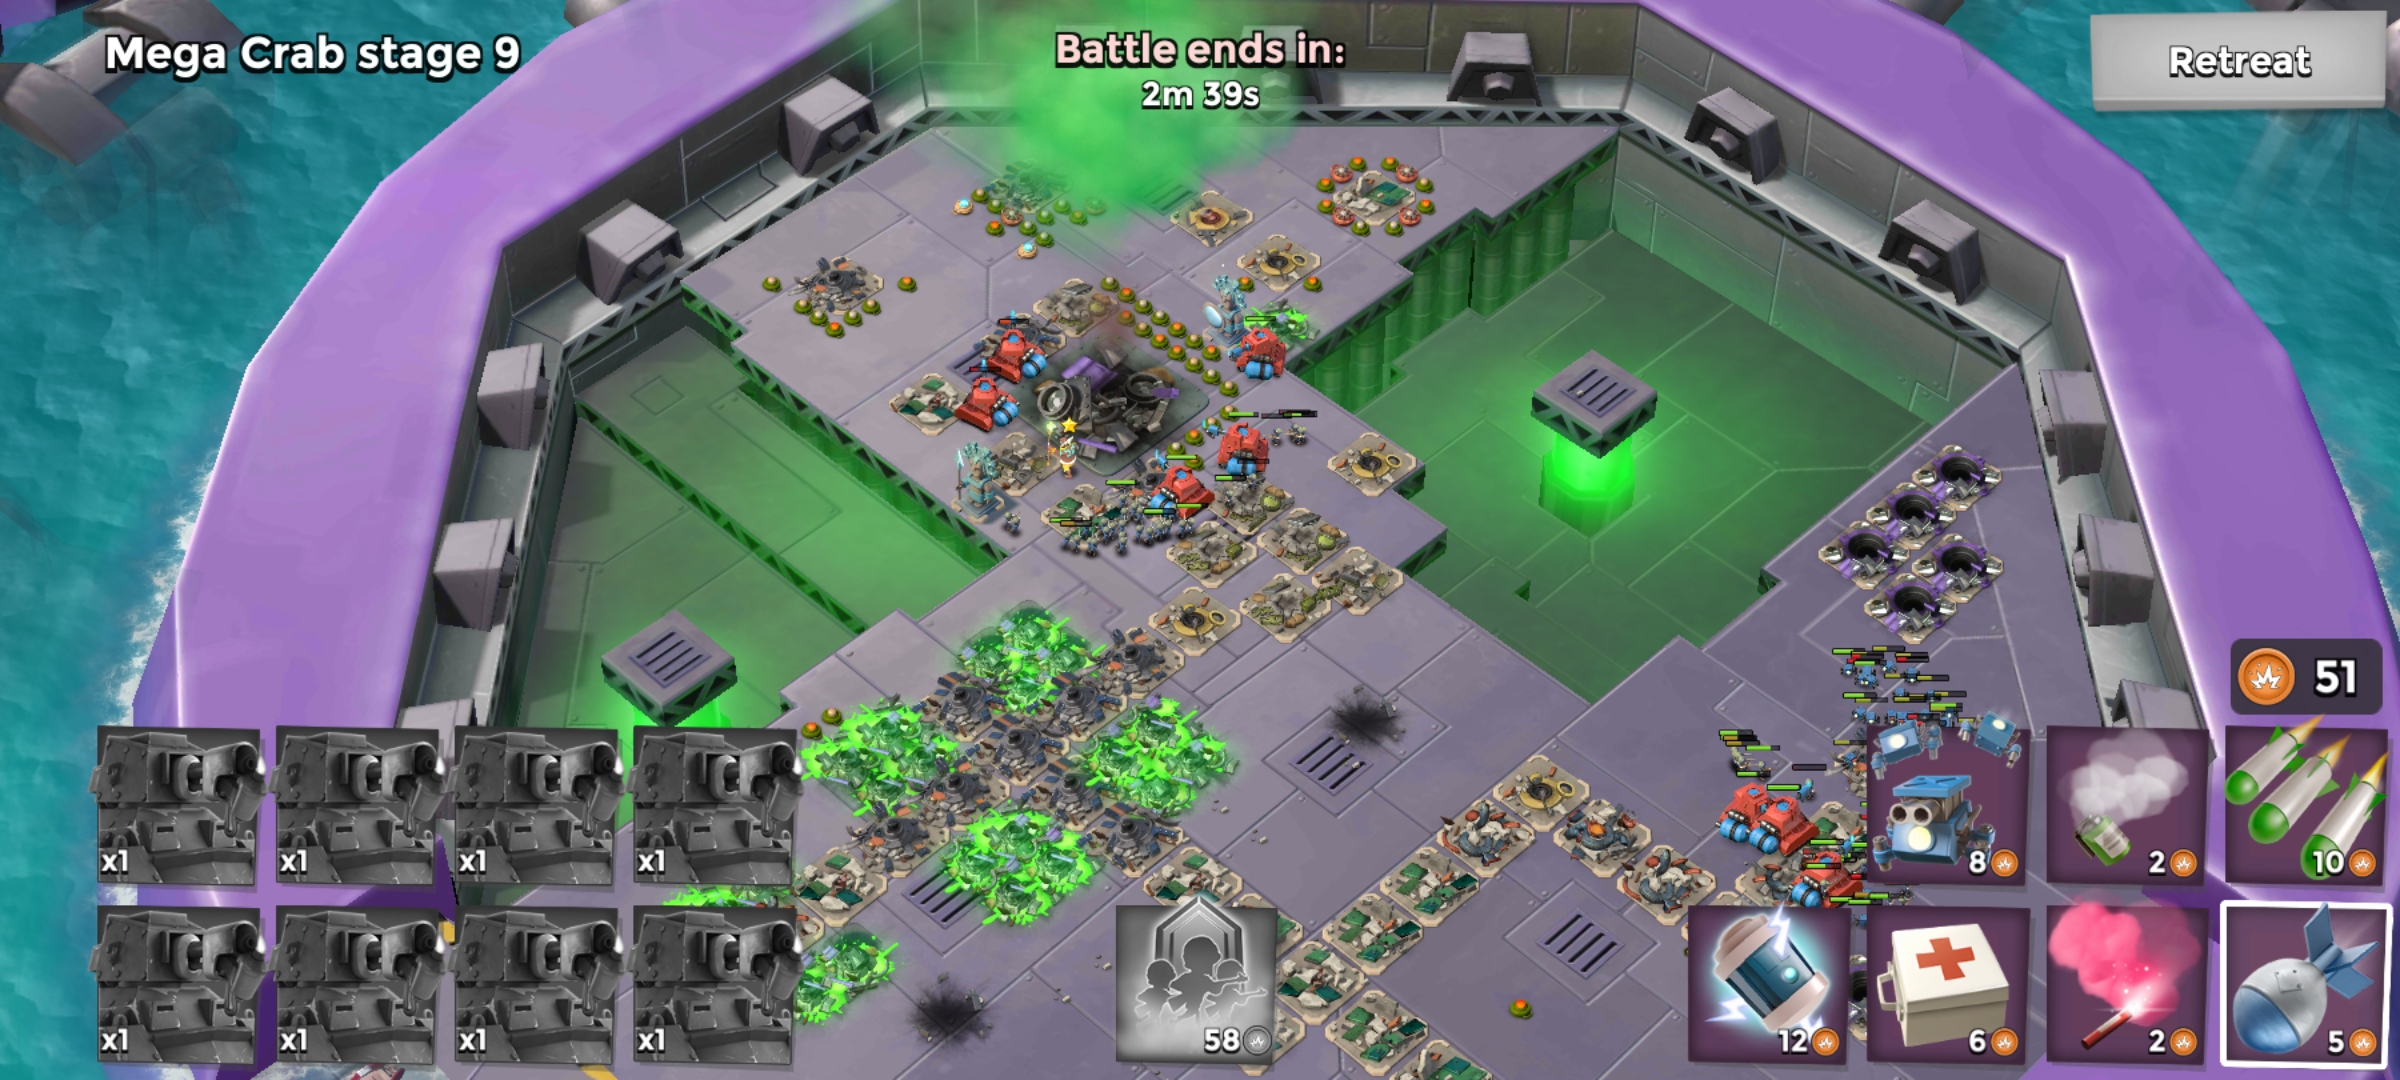 Mega Crab stage 9
Battle ends in:
2m 39s
Retreat
51
x1
x1
x1
x1
8
2
10
x1
x1
x1
x1
58
12
6
2
5